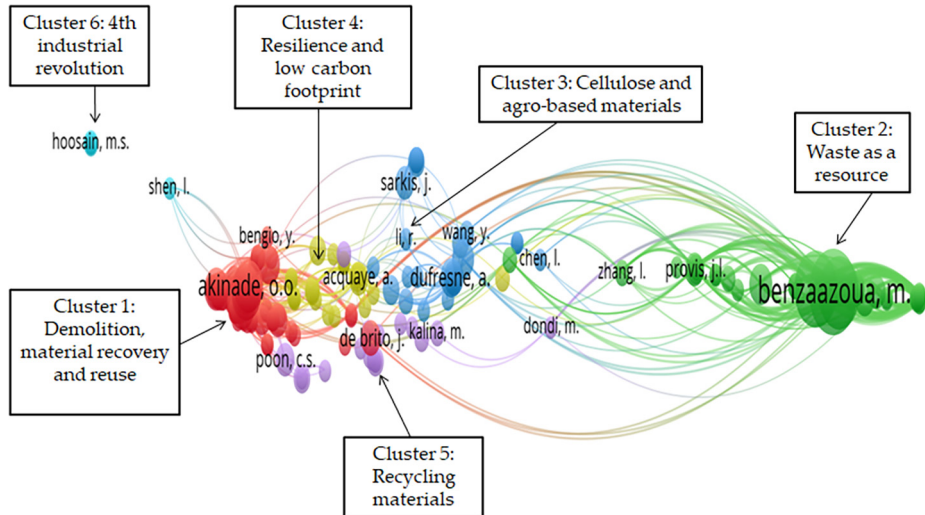 Cluster 6: 4th
industrial
revolution
Cluster 4:
Resilience and
low carbon
footprint
Cluster 3: Cellulose and
agro-based materials
Cluster 2:
Waste as a
resource
hoosain, m.s.
shen, l.
sarkis, j.
bengio, y.
li, r.
wang, y.
akinade, o.o.
acquaye, a.
dufresne, a.
chen, l.
zhang, l.
provis, j.l.
benzaazoua, m.
Cluster 1:
Demolition,
material recovery
and reuse
poon, c.s.
de brito, j.
kalina, m.
dondi, m.
Cluster 5:
Recycling
materials